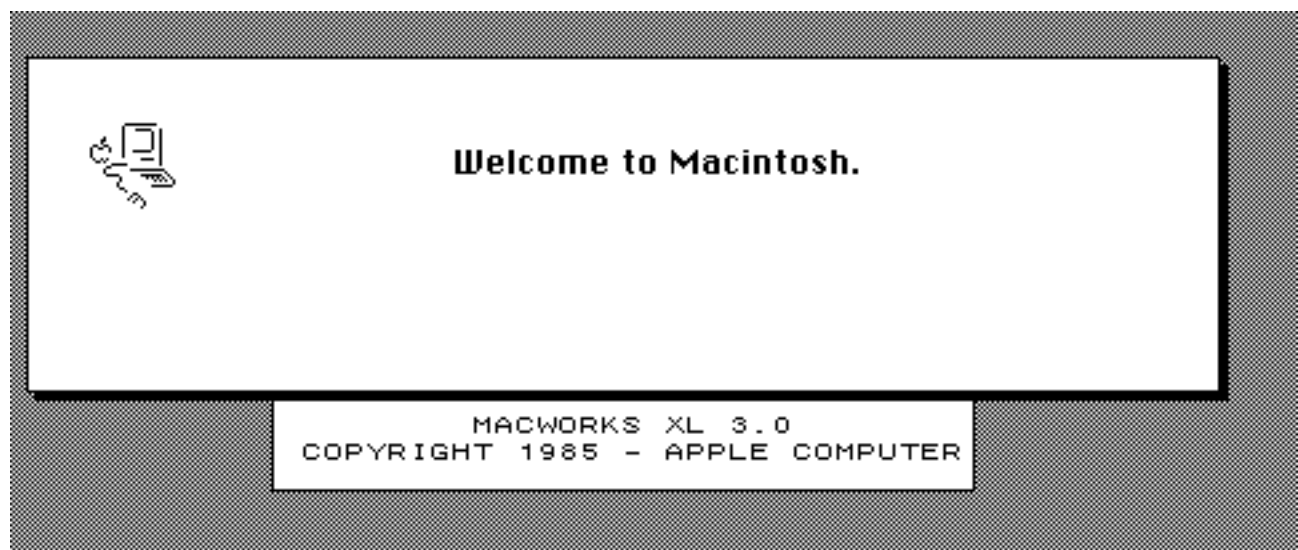 Welcome to Macintosh.
MACWORKS XL 3.0
COPYRIGHT 1985 - APPLE COMPUTER